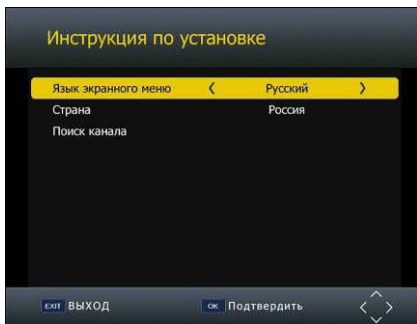 Инструкция по установке
Язык экранного меню < Русский >
Страна Россия
Поиск канала
EXIT ВЫХОД OK Подтвердить